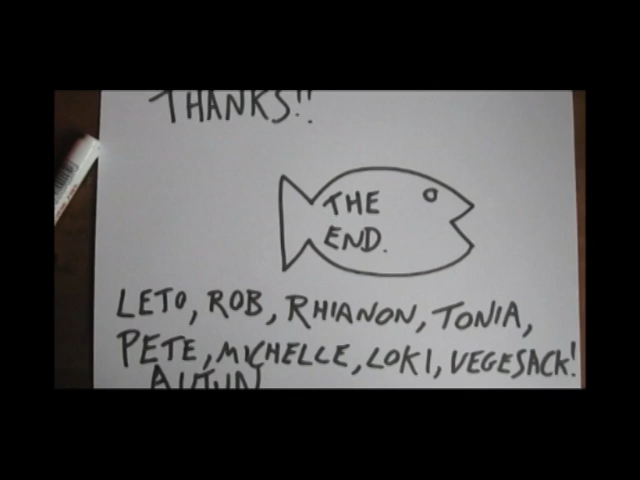 THANKS!!
THE
END.
LETO, ROB, RHIANON, TONIA,
PETE, MICHELLE, LOKI, VEGESACK!